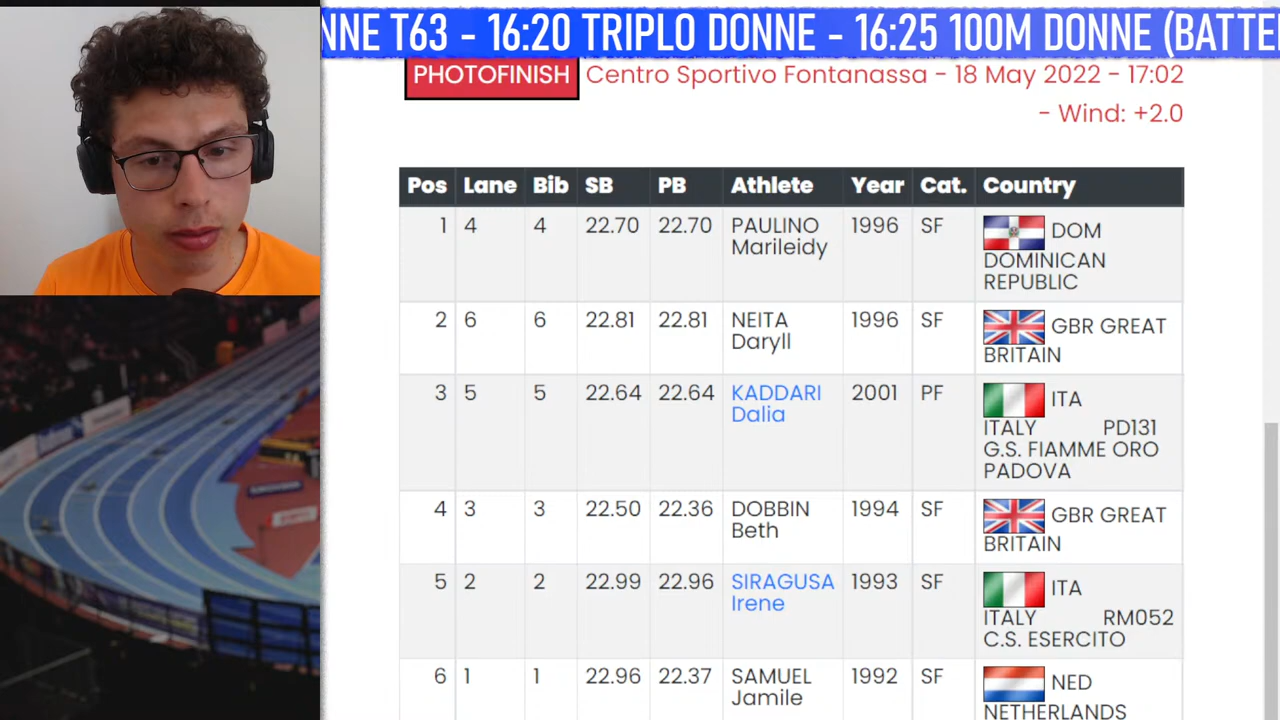 NNE T63 - 16:20 TRIPLO DONNE - 16:25 100M DONNE (BATTE
PHOTOFINISH Centro Sportivo Fontanassa - 18 May 2022 - 17:02
- Wind: +2.0
Pos Lane Bib SB PB Athlete Year Cat. Country
1 4 4 22.70 22.70 PAULINO 1996 SF DOM
Marileidy DOMINICAN
REPUBLIC
2 6 6 22.81 22.81 NEITA 1996 SF GBR GREAT
Daryll BRITAIN
3 5 5 22.64 22.64 KADDARI 2001 PF ITA
Dalia ITALY PD131
G.S. FIAMME ORO
PADOVA
4 3 3 22.50 22.36 DOBBIN 1994 SF GBR GREAT
Beth BRITAIN
5 2 2 22.99 22.96 SIRAGUSA 1993 SF ITA
Irene ITALY RM052
C.S. ESERCITO
6 1 1 22.96 22.37 SAMUEL 1992 SF NED
Jamile NETHERLANDS